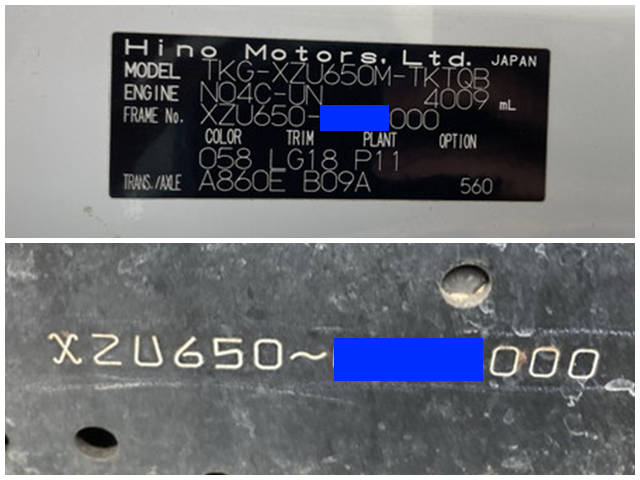 Hino Motors, Ltd. JAPAN
MODEL TKG-XZU650M-TKTQB
ENGINE N04C-UN 4009 mL
FRAME No. XZU650- 000
COLOR TRIM PLANT OPTION
058 LG18 P11
TRANS./AXLE A860E B09A 560
XZU650~ 000